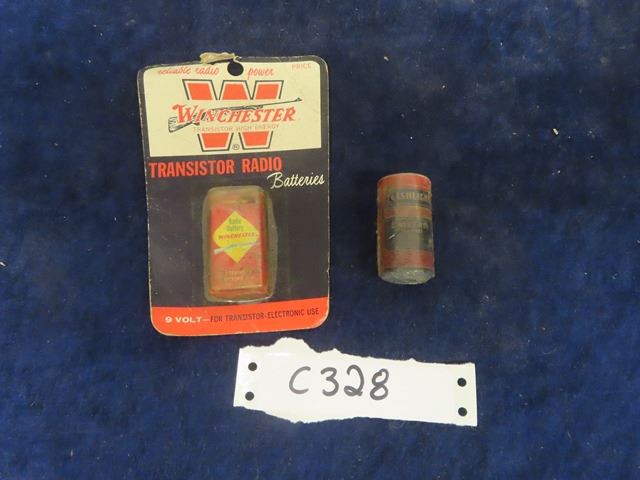 reliable radio power
PRICE
WINCHESTER
TRANSISTOR HIGH ENERGY
®
TRANSISTOR RADIO
Batteries
Radio
Battery
WINCHESTER
9 VOLT—FOR TRANSISTOR-ELECTRONIC USE
FLASHLIGHT
C328